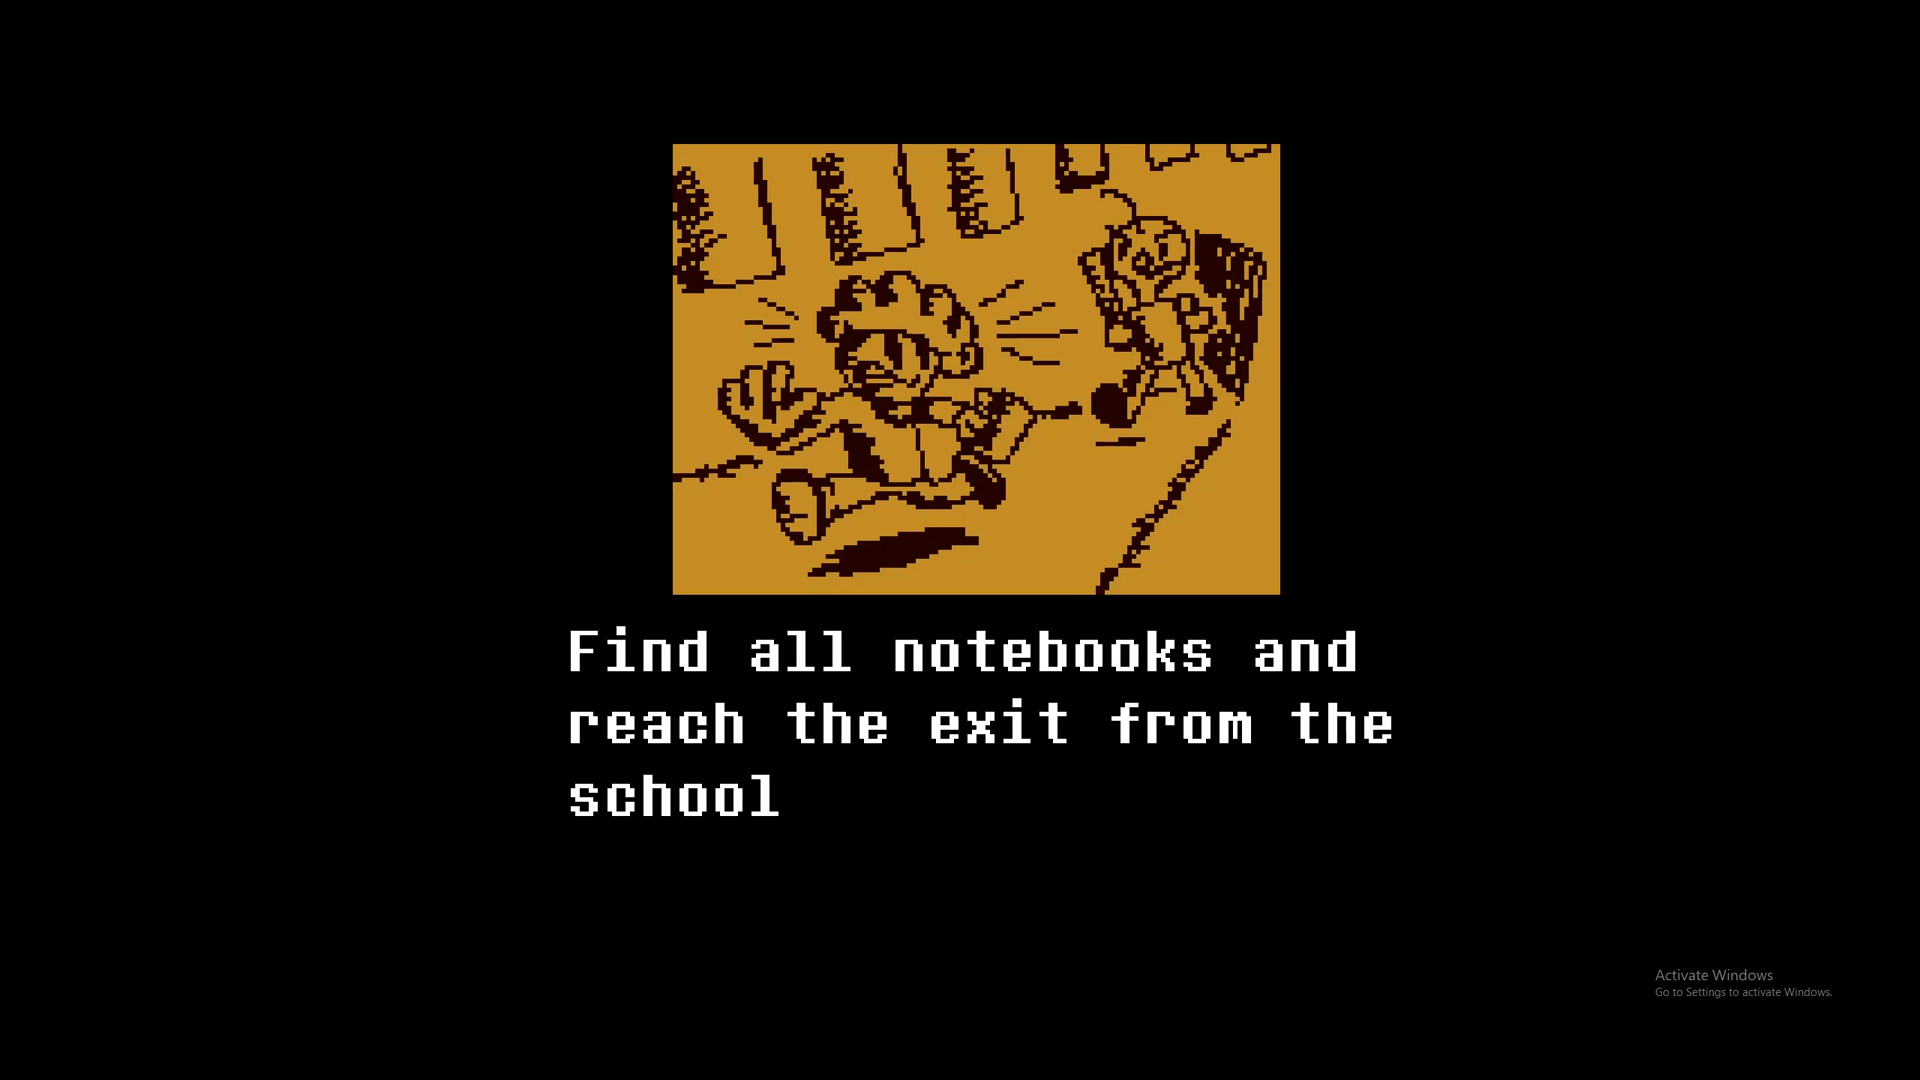 Find all notebooks and
reach the exit from the
school
Activate Windows
Go to Settings to activate Windows.